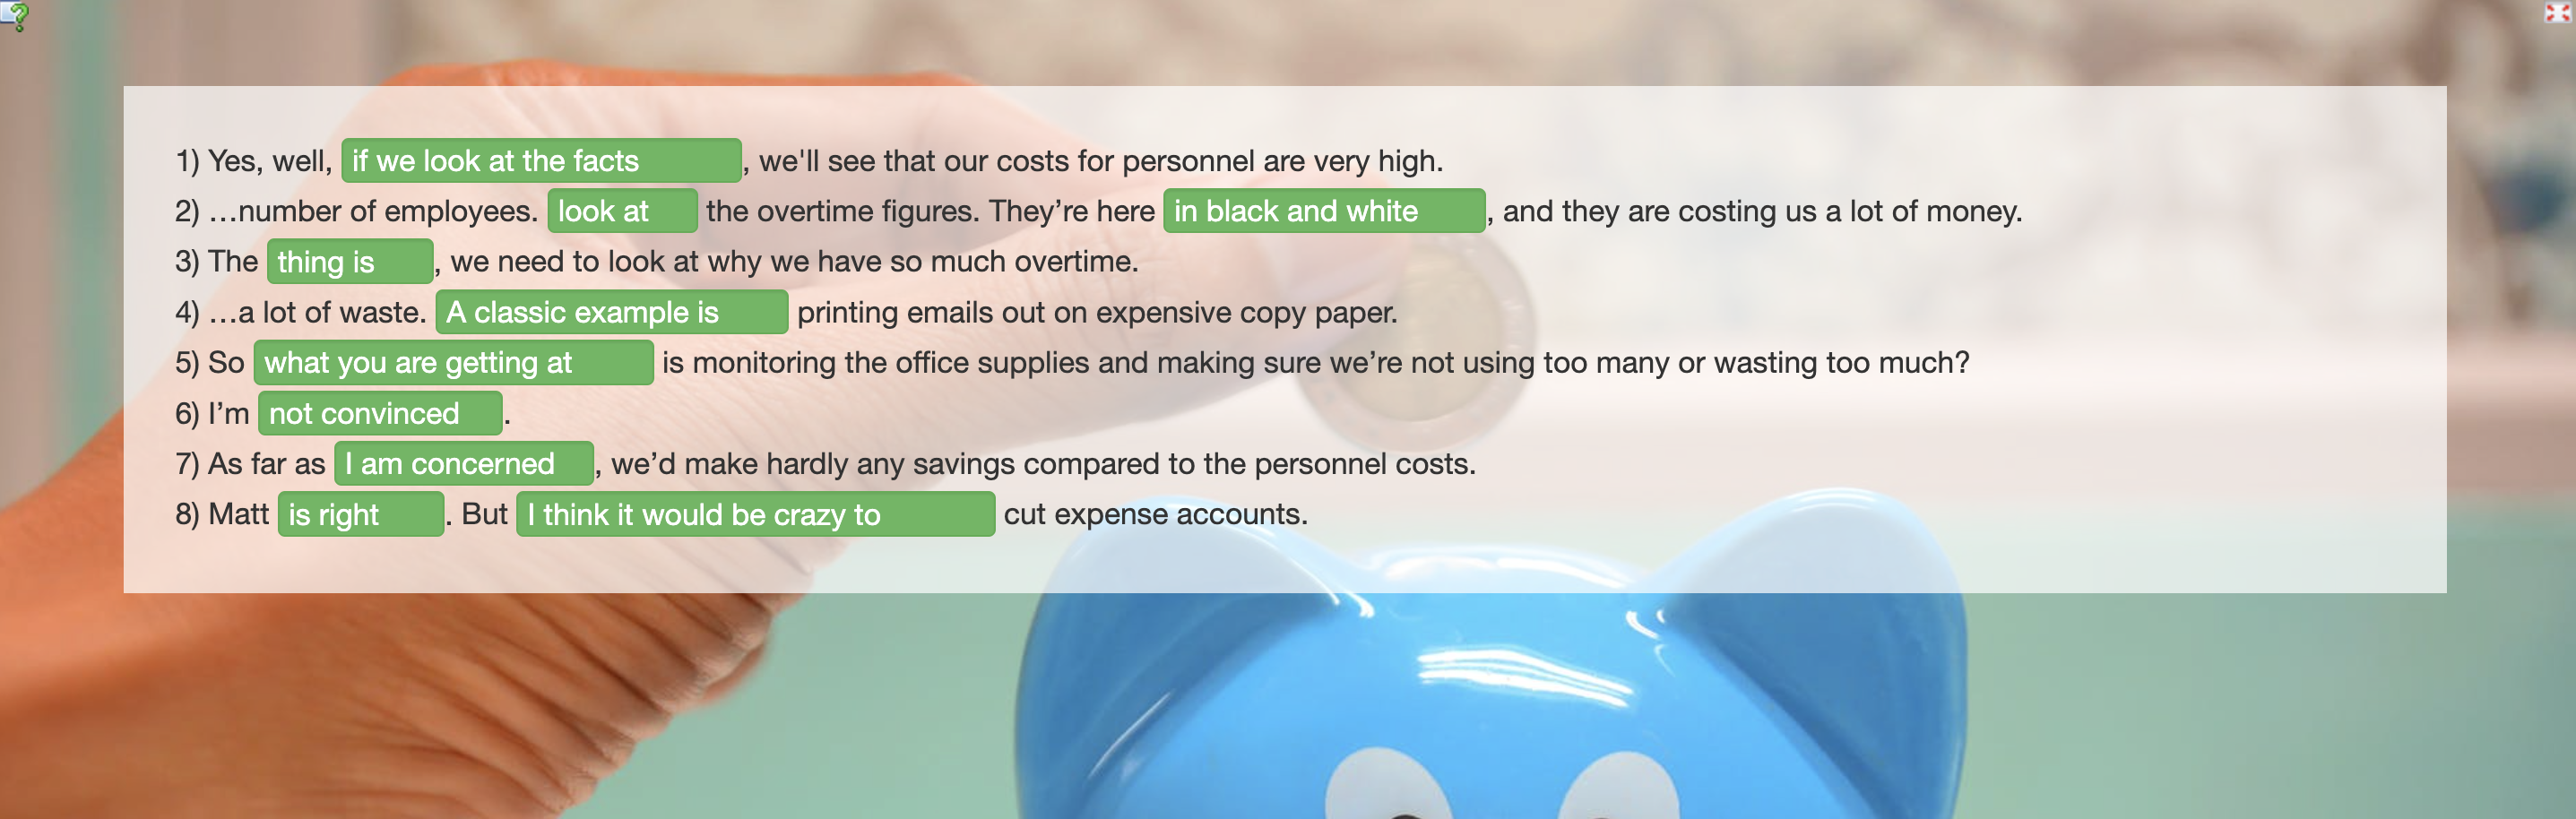 1) Yes, well, if we look at the facts, we'll see that our costs for personnel are very high.
2) …number of employees. look at the overtime figures. They’re here in black and white, and they are costing us a lot of money.
3) The thing is, we need to look at why we have so much overtime.
4) …a lot of waste. A classic example is printing emails out on expensive copy paper.
5) So what you are getting at is monitoring the office supplies and making sure we’re not using too many or wasting too much?
6) I’m not convinced.
7) As far as I am concerned, we’d make hardly any savings compared to the personnel costs.
8) Matt is right. But I think it would be crazy to cut expense accounts.